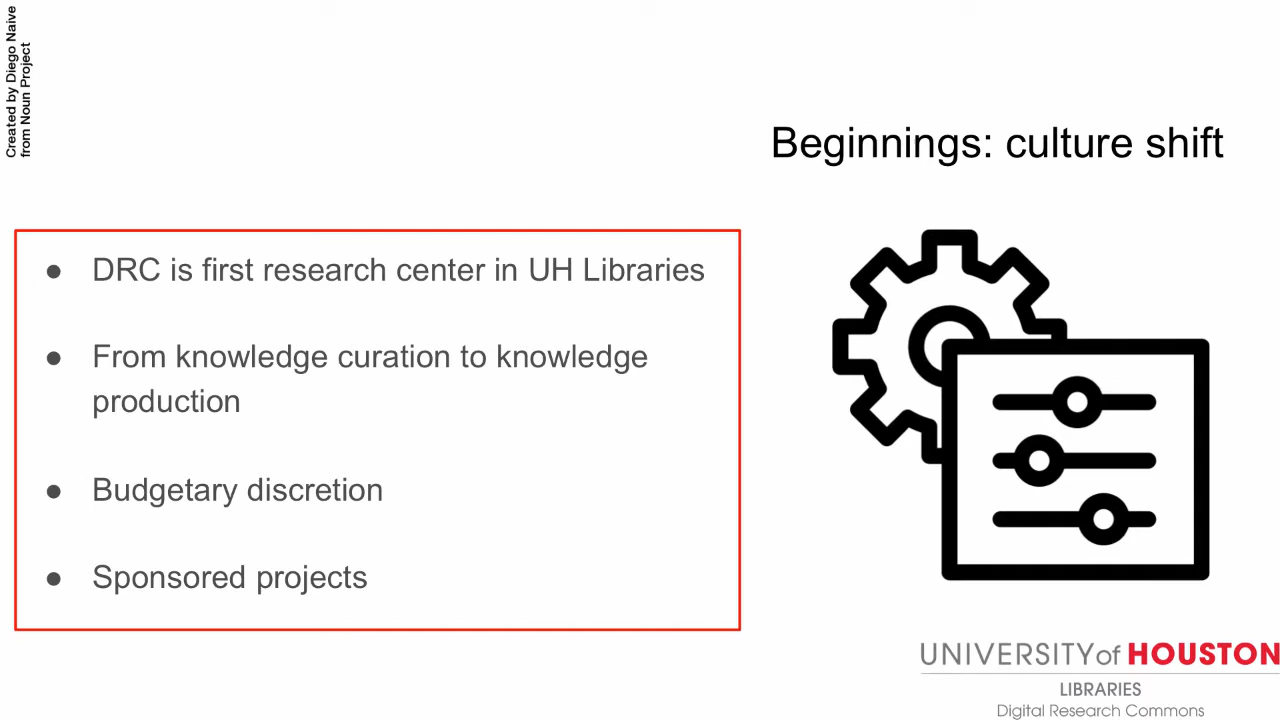 Created by Diego Naive
from Noun Project
Beginnings: culture shift
● DRC is first research center in UH Libraries
● From knowledge curation to knowledge
production
● Budgetary discretion
● Sponsored projects
UNIVERSITY of HOUSTON
LIBRARIES
Digital Research Commons